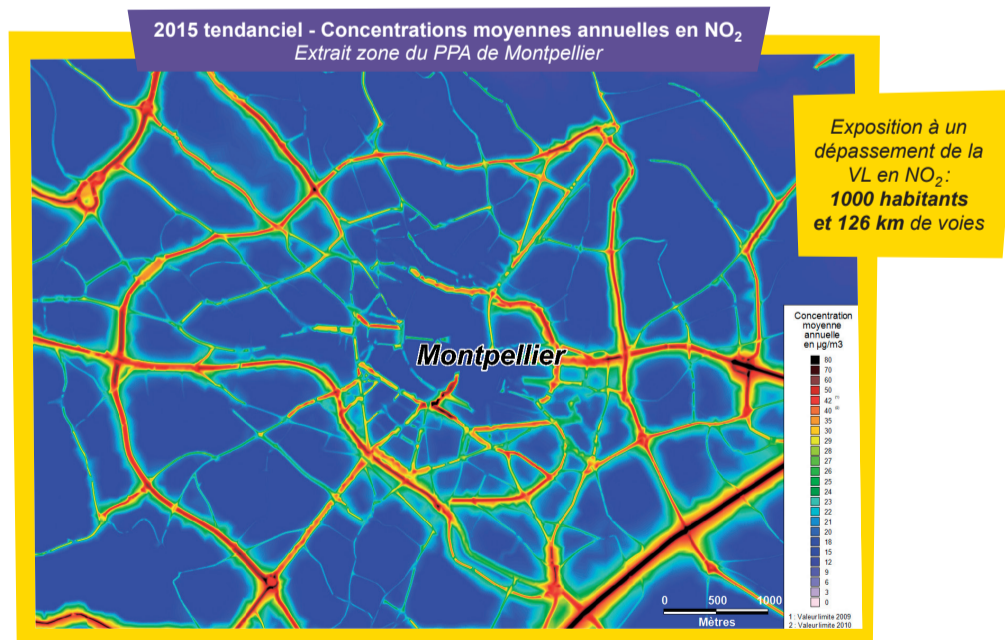 2015 tendanciel - Concentrations moyennes annuelles en NO₂
Extrait zone du PPA de Montpellier
Exposition à un
dépassement de la
VL en NO₂:
1000 habitants
et 126 km de voies
Montpellier
Concentration
moyenne
annuelle
en µg/m3
80
70
60
50
42
40
35
30
29
28
27
26
25
24
23
22
21
20
18
15
12
9
6
3
0
0 500 1000
Mètres
1 : Valeur limite 2009
2 : Valeur limite 2010